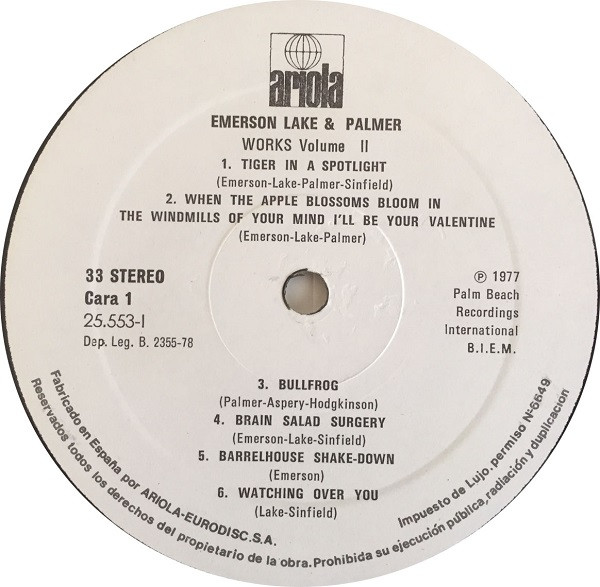 ariola
EMERSON LAKE & PALMER
WORKS Volume II
1. TIGER IN A SPOTLIGHT
(Emerson-Lake-Palmer-Sinfield)
2. WHEN THE APPLE BLOSSOMS BLOOM IN
THE WINDMILLS OF YOUR MIND I'LL BE YOUR VALENTINE
(Emerson-Lake-Palmer)
33 STEREO
Cara 1
25.553-I
Dep. Leg. B. 2355-78
℗ 1977
Palm Beach
Recordings
International
B.I.E.M.
3. BULLFROG
(Palmer-Aspery-Hodgkinson)
4. BRAIN SALAD SURGERY
(Emerson-Lake-Sinfield)
5. BARRELHOUSE SHAKE-DOWN
(Emerson)
6. WATCHING OVER YOU
(Lake-Sinfield)
Fabricado en España por ARIOLA-EURODISC.S.A. Impuesto de Lujo.permiso Nº5649
Reservados todos los derechos del propietario de la obra.Prohibida su ejecución pública,radiación y duplicacion